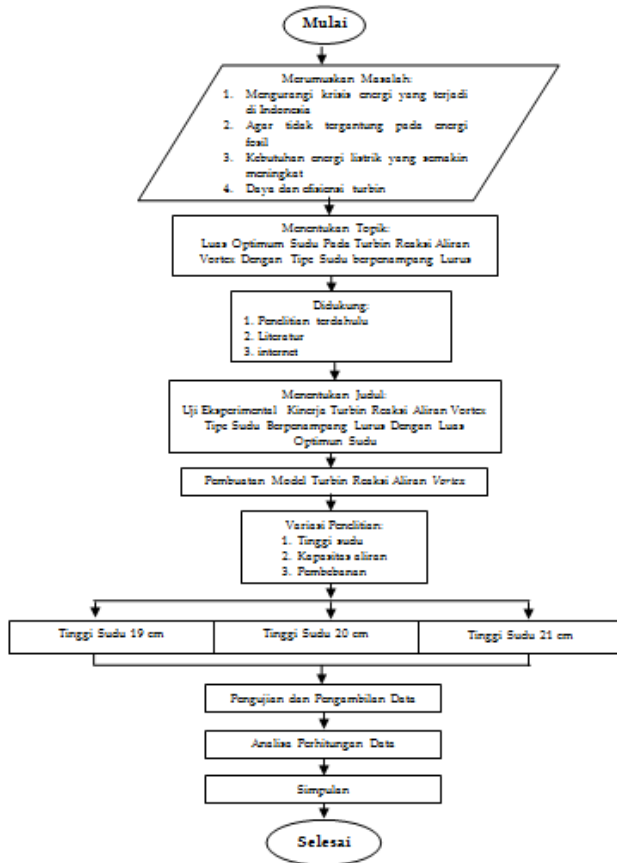 Mulai
Merumuskan Masalah:
1. Mengurangi krisis energi yang terjadi
di Indonesia
2. Agar tidak tergantung pada energi
fosil
3. Kebutuhan energi listrik yang semakin
meningkat
4. Daya dan efisiensi turbin
Menentukan Topik:
Luas Optimum Sudu Pada Turbin Reaksi Aliran
Vortex Dengan Tipe Sudu berpenampang Lurus
Didukung:
1. Penelitian terdahulu
2. Literatur
3. internet
Menentukan Judul:
Uji Eksperimental Kinerja Turbin Reaksi Aliran Vortex
Tipe Sudu Berpenampang Lurus Dengan Luas
Optimun Sudu
Pembuatan Model Turbin Reaksi Aliran Vortex
Variasi Penelitian:
1. Tinggi sudu
2. Kapasitas aliran
3. Pembebanan
Tinggi Sudu 19 cm
Tinggi Sudu 20 cm
Tinggi Sudu 21 cm
Pengujian dan Pengambilan Data
Analisa Perhitungan Data
Simpulan
Selesai